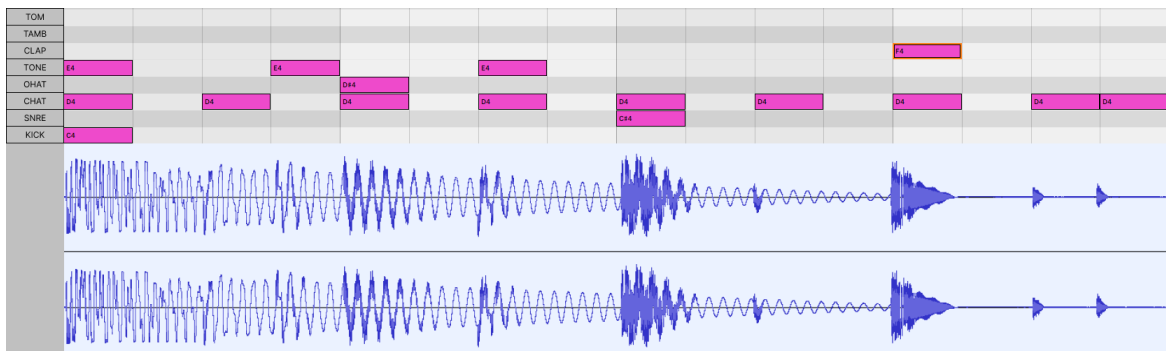 TOM
TAMB
CLAP F4
TONE E4 E4 E4
OHAT D#4
CHAT D4 D4 D4 D4 D4 D4 D4 D4 D4
SNRE C#4
KICK C4